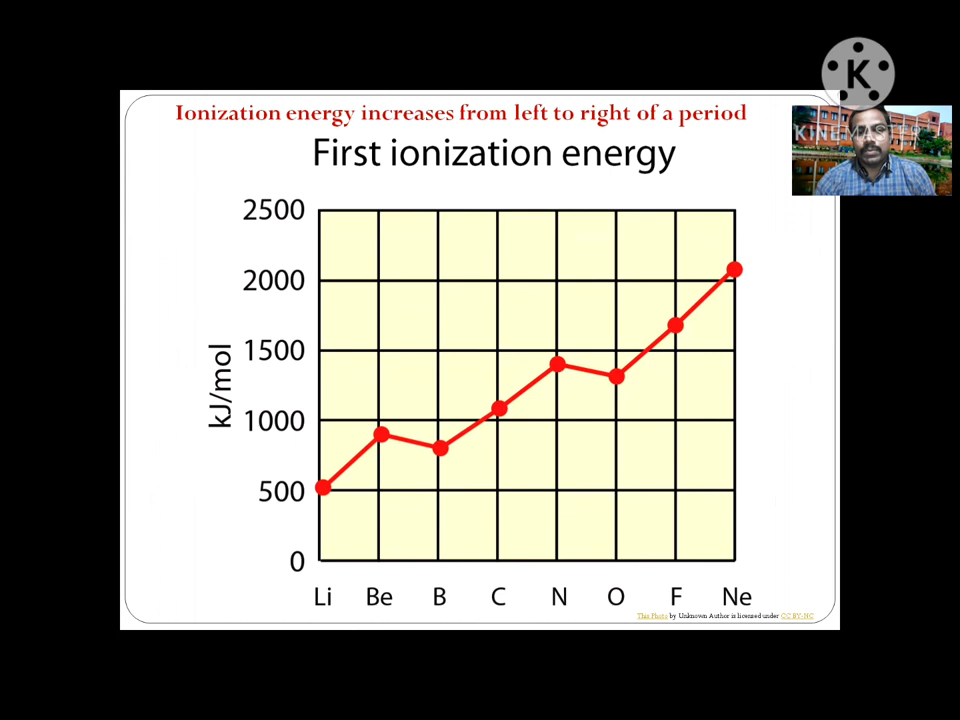 Ionization energy increases from left to right of a period
First ionization energy
2500
2000
1500
1000
500
0
kJ/mol
Li Be B C N O F Ne
This Photo by Unknown Author is licensed under CC BY-NC
K
KINEMASTER